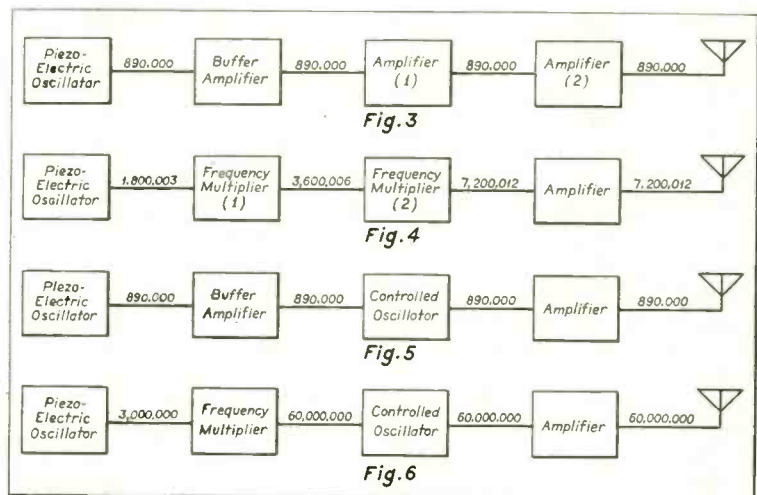 Piezo-
Electric
Oscillator
890.000
Buffer
Amplifier
890.000
Amplifier
(1)
890.000
Amplifier
(2)
890.000
Fig.3
Piezo-
Electric
Oscillator
1.800,003
Frequency
Multiplier
(1)
3,600,006
Frequency
Multiplier
(2)
7,200,012
Amplifier
7,200,012
Fig.4
Piezo-
Electric
Oscillator
890.000
Buffer
Amplifier
890.000
Controlled
Oscillator
890.000
Amplifier
890.000
Fig.5
Piezo-
Electric
Oscillator
3,000,000
Frequency
Multiplier
60,000,000
Controlled
Oscillator
60.000.000
Amplifier
60.000.000
Fig.6